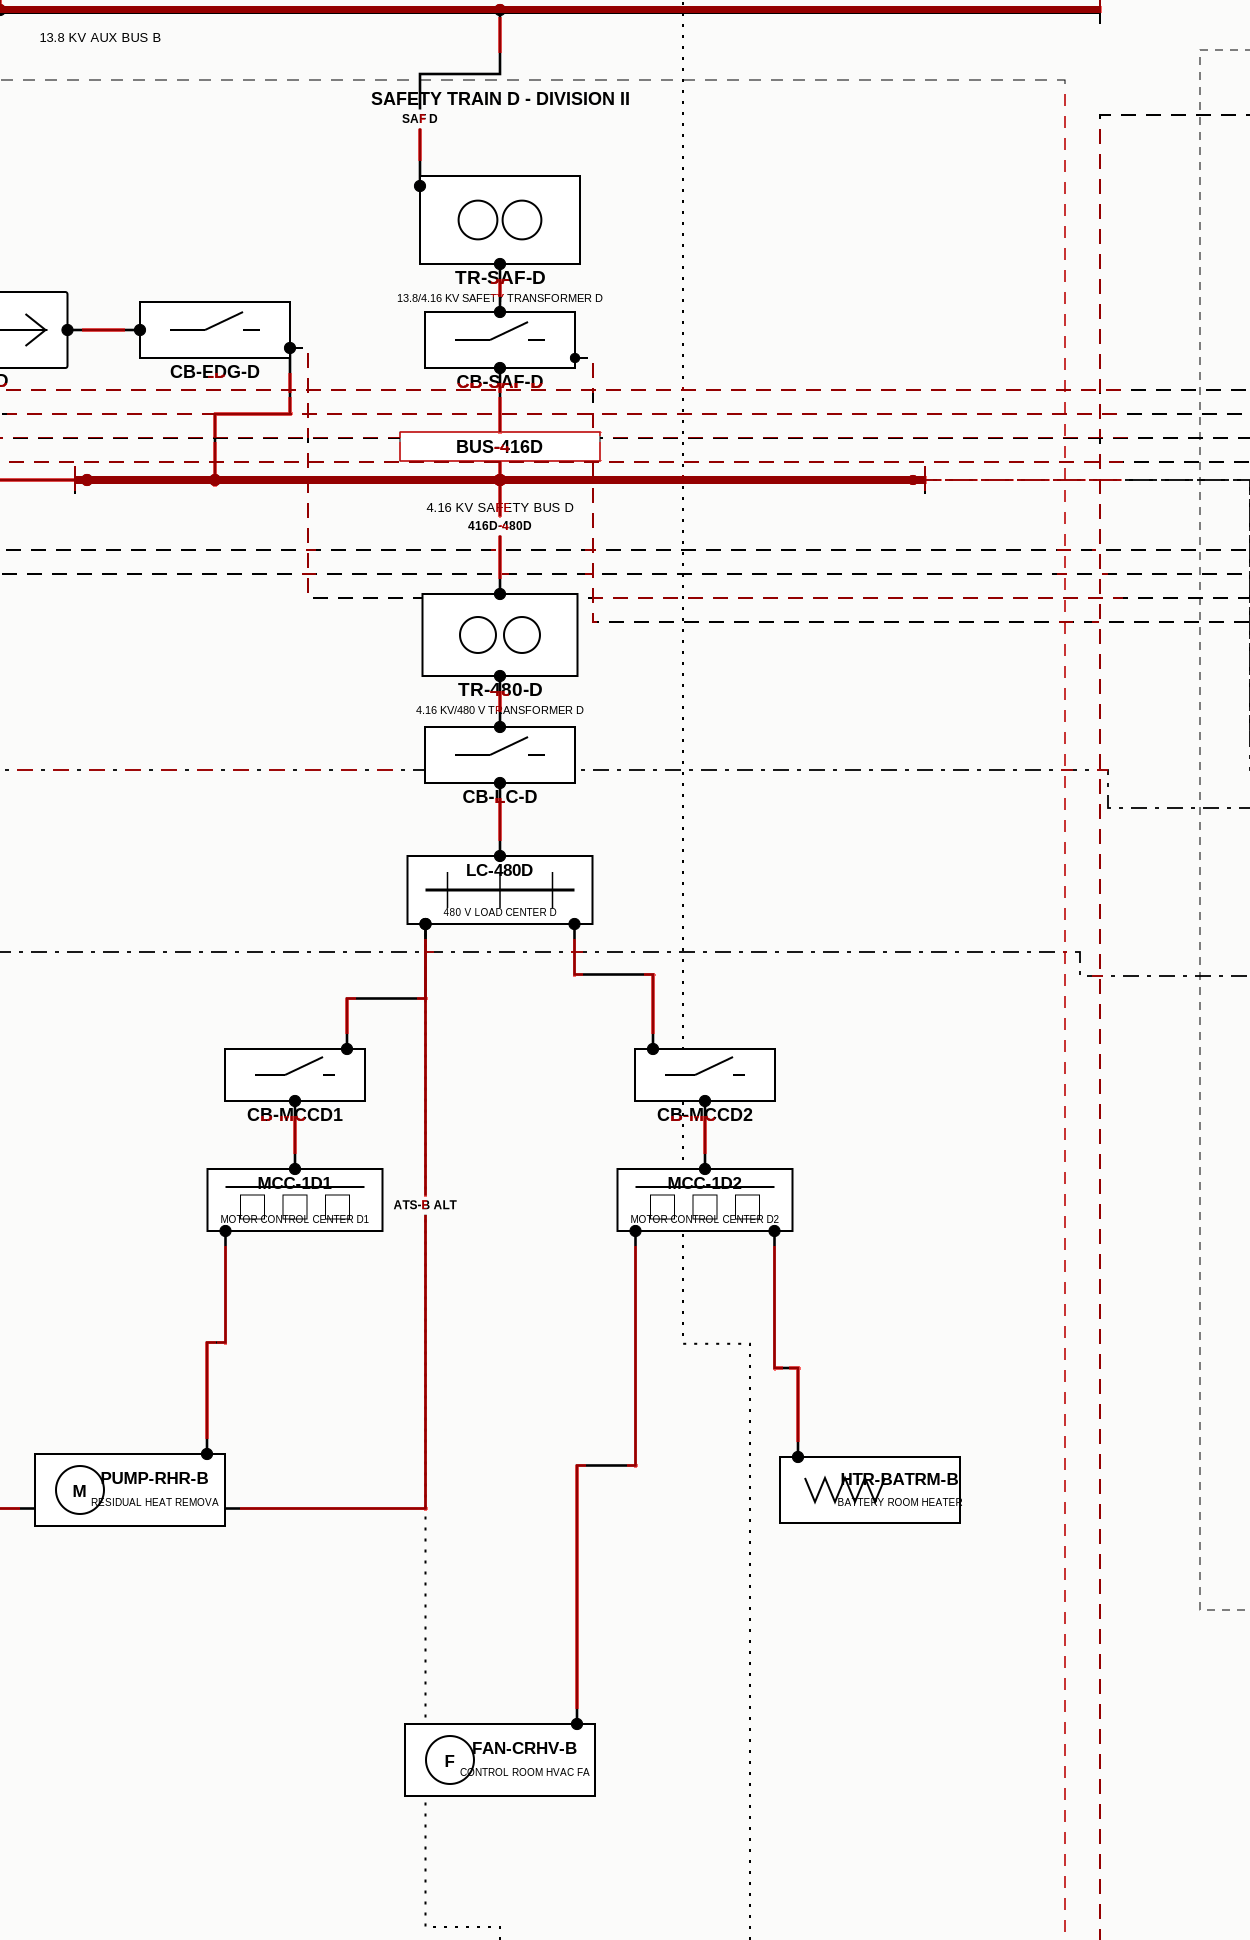 13.8 KV AUX BUS B
SAFETY TRAIN D - DIVISION II
SAF D
TR-SAF-D
13.8/4.16 KV SAFETY TRANSFORMER D
CB-EDG-D
D
CB-SAF-D
BUS-416D
4.16 KV SAFETY BUS D
416D-480D
TR-480-D
4.16 KV/480 V TRANSFORMER D
CB-LC-D
LC-480D
480 V LOAD CENTER D
CB-MCCD1
CB-MCCD2
MCC-1D1
MOTOR CONTROL CENTER D1
ATS-B ALT
MCC-1D2
MOTOR CONTROL CENTER D2
M
PUMP-RHR-B
RESIDUAL HEAT REMOVA
HTR-BATRM-B
BATTERY ROOM HEATER
F
FAN-CRHV-B
CONTROL ROOM HVAC FA